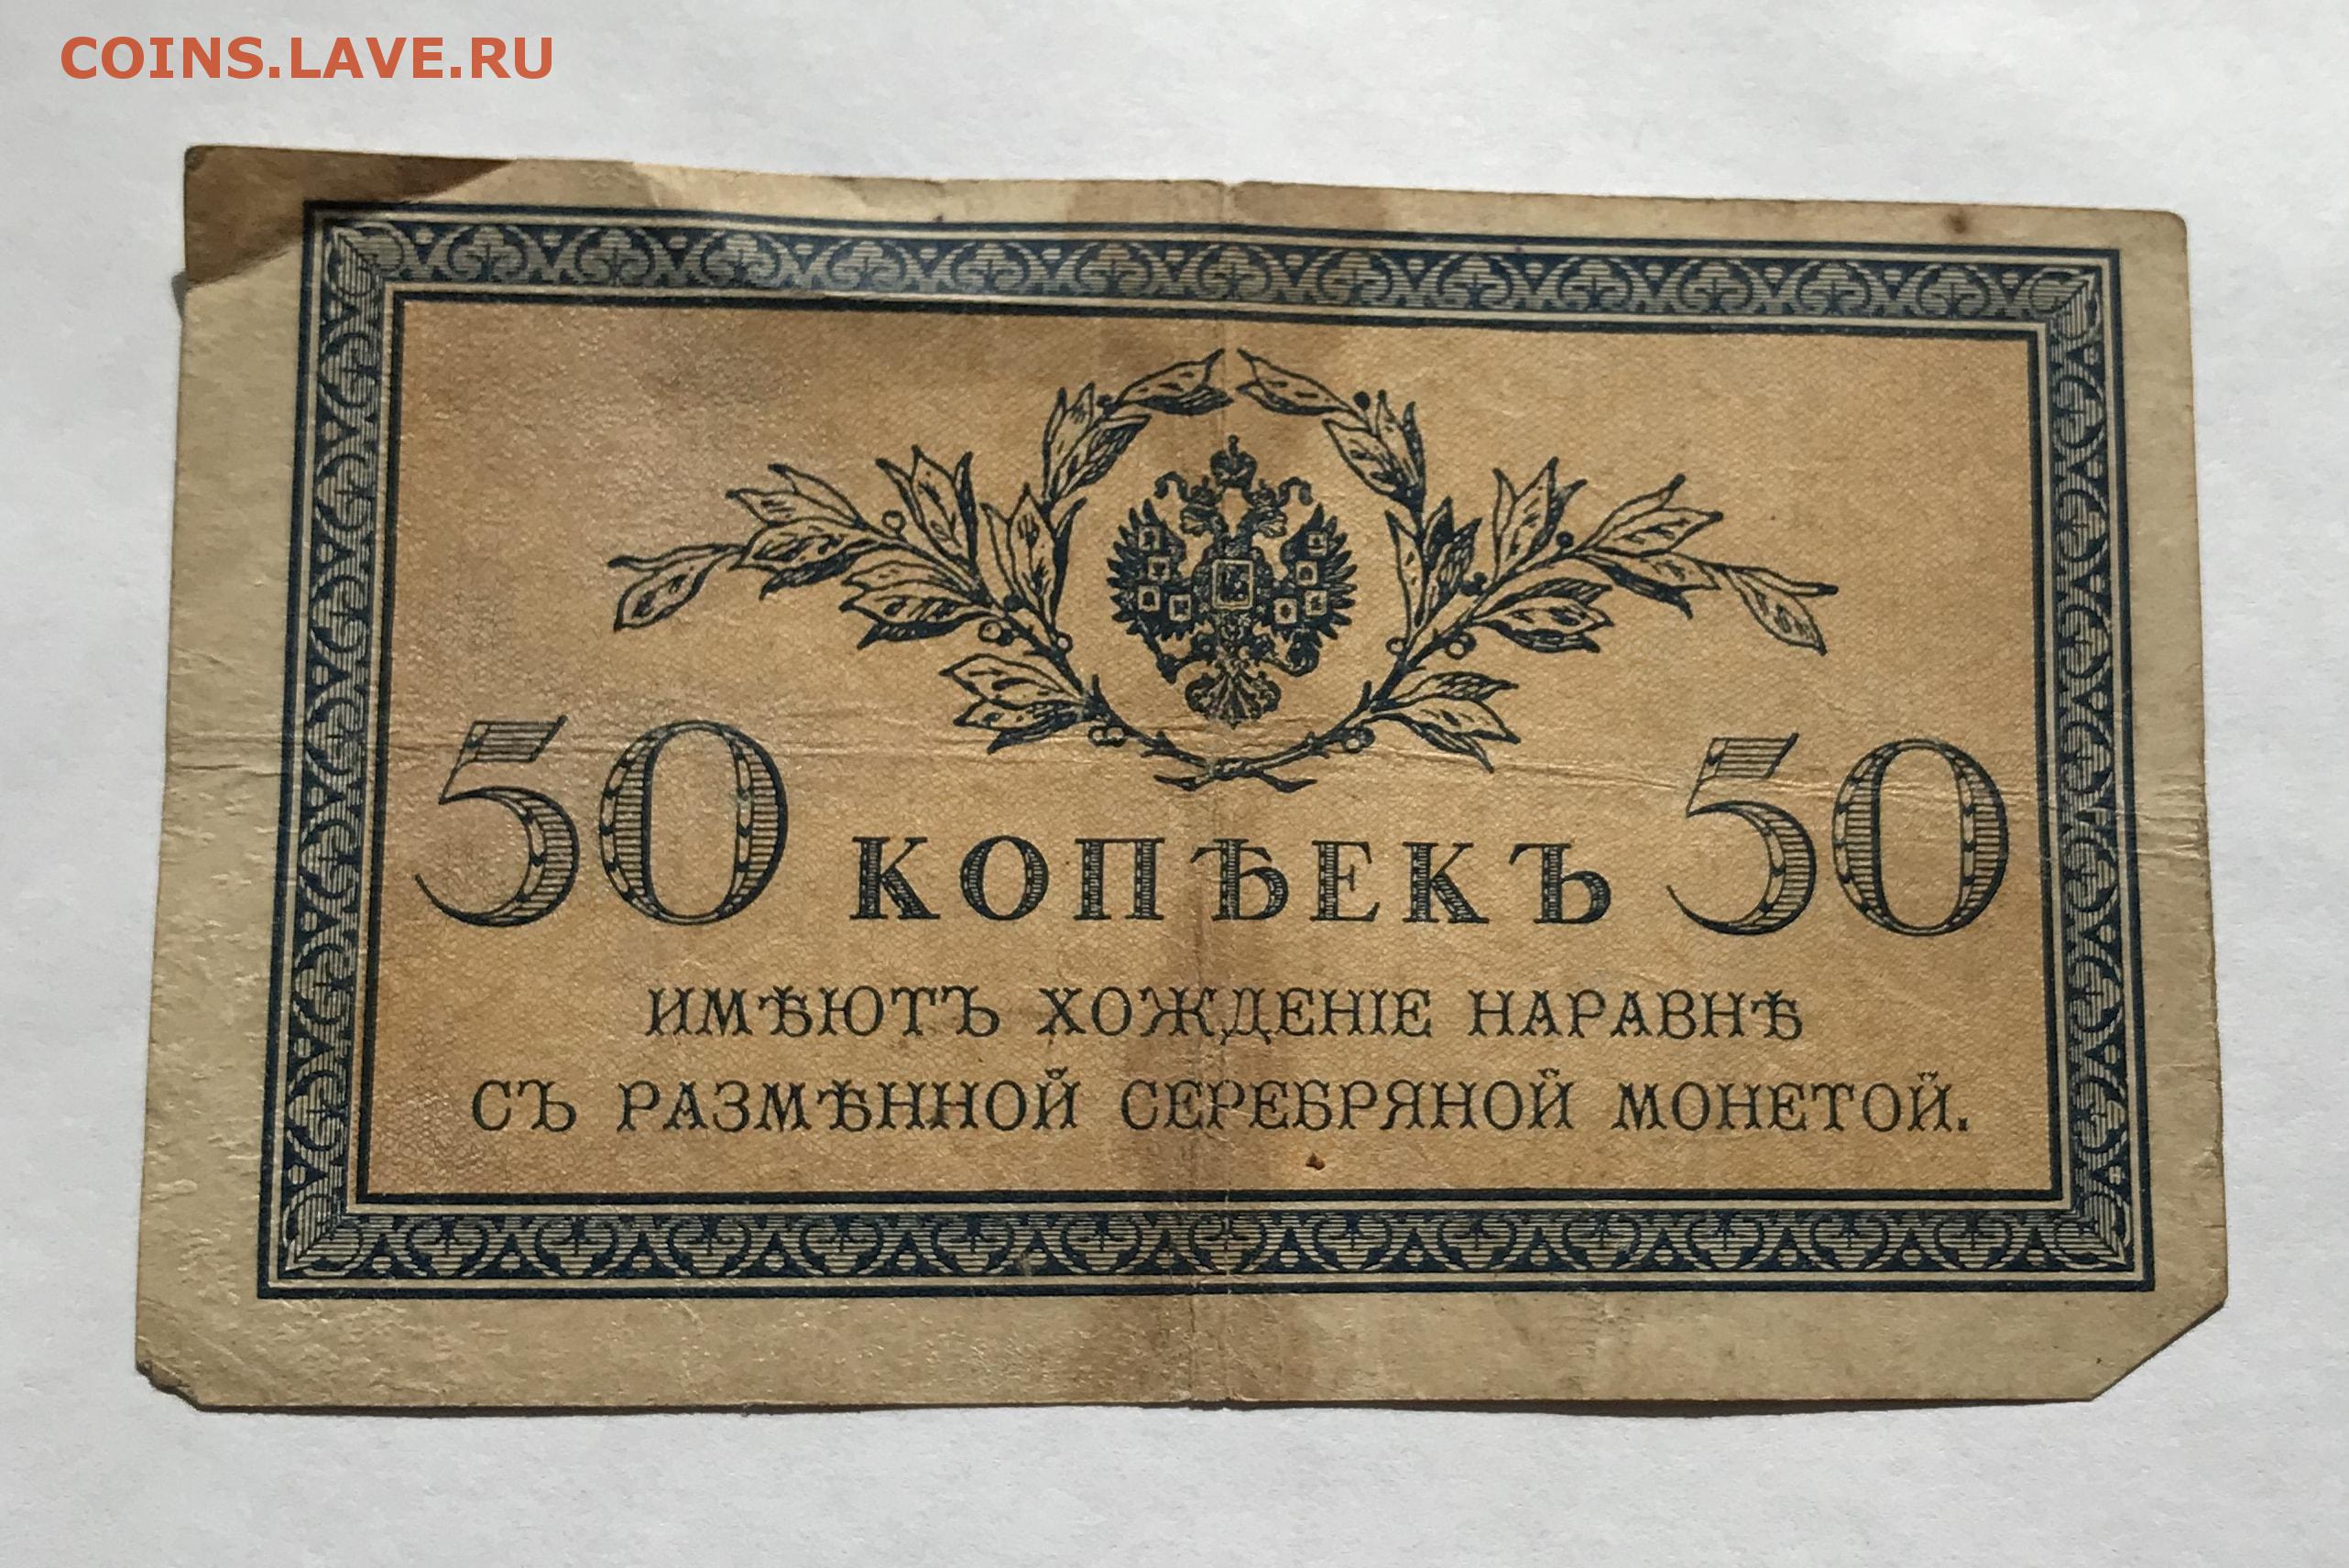 COINS.LAVE.RU
50 КОПѢЕКЪ 50
ИМѢЮТЪ ХОЖДЕНІЕ НАРАВНѢ
СЪ РАЗМѢННОЙ СЕРЕБРЯНОЙ МОНЕТОЙ.